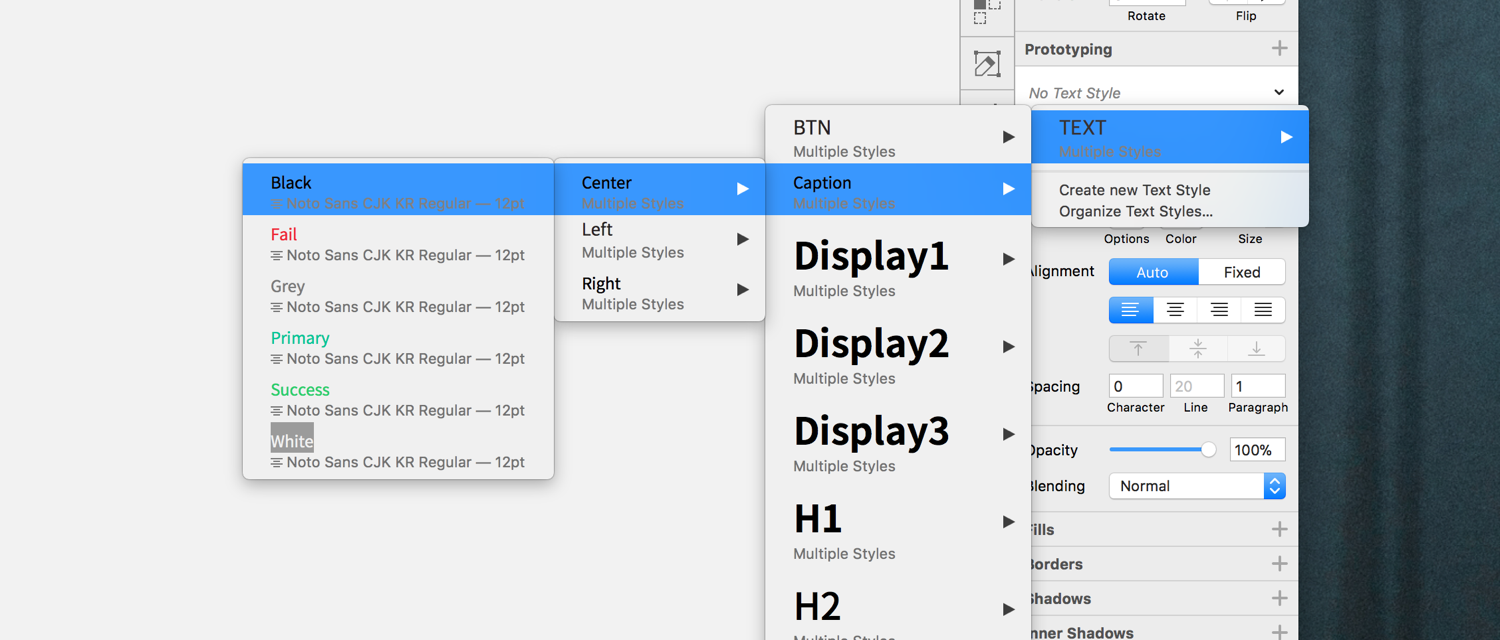 Rotate
Flip
Prototyping
No Text Style
TEXT
Multiple Styles
Create new Text Style
Organize Text Styles...
BTN
Multiple Styles
Caption
Multiple Styles
Display1
Multiple Styles
Display2
Multiple Styles
Display3
Multiple Styles
H1
Multiple Styles
H2
Center
Multiple Styles
Left
Multiple Styles
Right
Multiple Styles
Black
Noto Sans CJK KR Regular — 12pt
Fail
Noto Sans CJK KR Regular — 12pt
Grey
Noto Sans CJK KR Regular — 12pt
Primary
Noto Sans CJK KR Regular — 12pt
Success
Noto Sans CJK KR Regular — 12pt
White
Noto Sans CJK KR Regular — 12pt
Options Color Size
Alignment Auto Fixed
Spacing 0 20 1
Character Line Paragraph
Opacity 100%
Blending Normal
Fills
Borders
Shadows
Inner Shadows